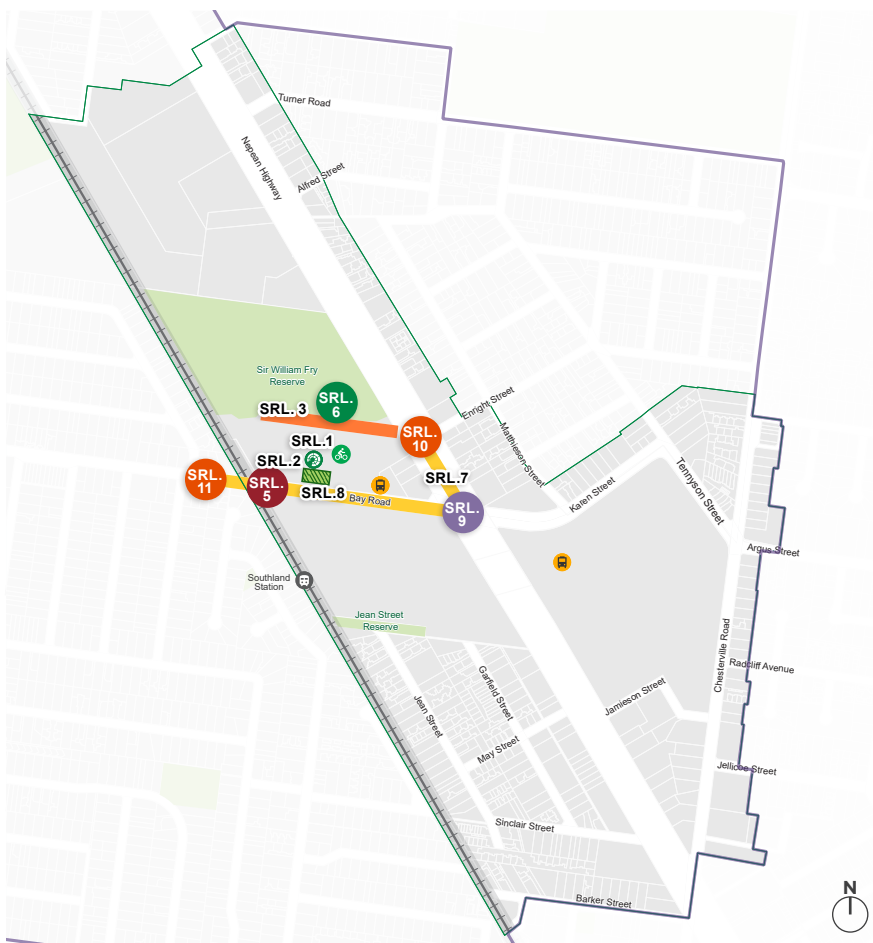 Turner Road
Nepean Highway
Alfred Street
Sir William Fry
Reserve
SRL.
6
SRL. 3
Enright Street
SRL.
10
SRL.1
Matthieson Street
SRL.2
SRL.
11
SRL.
5
SRL.7
SRL.8
Bay Road
SRL.
9
Karen Street
Tennyson Street
Argus Street
Southland
Station
Jean Street
Reserve
Chesterville Road
Radcliff Avenue
Garfield Street
Jean Street
Jamieson Street
May Street
Jellicoe Street
Sinclair Street
Barker Street
N